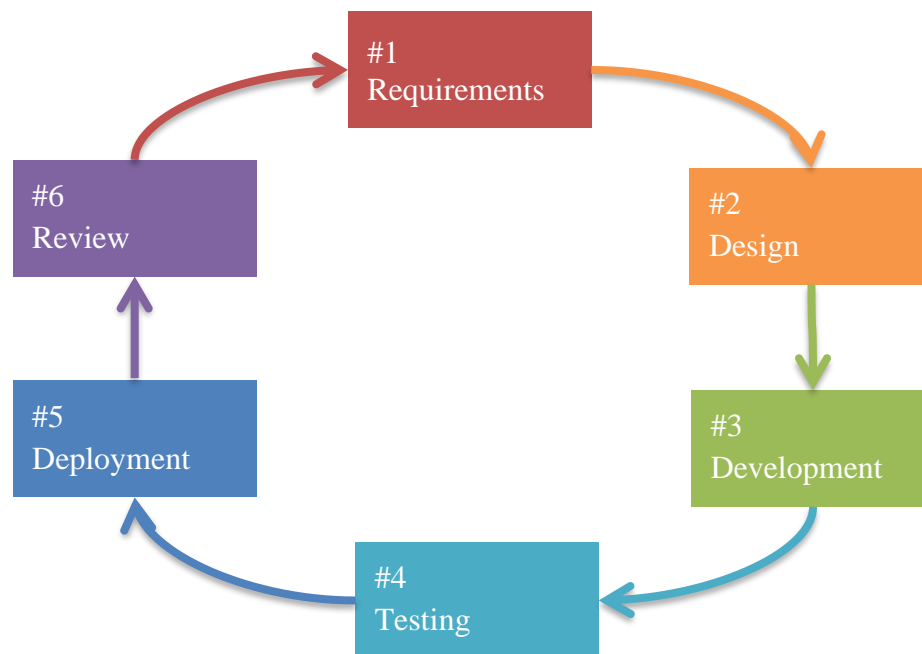 #1
Requirements
#2
Design
#3
Development
#4
Testing
#5
Deployment
#6
Review